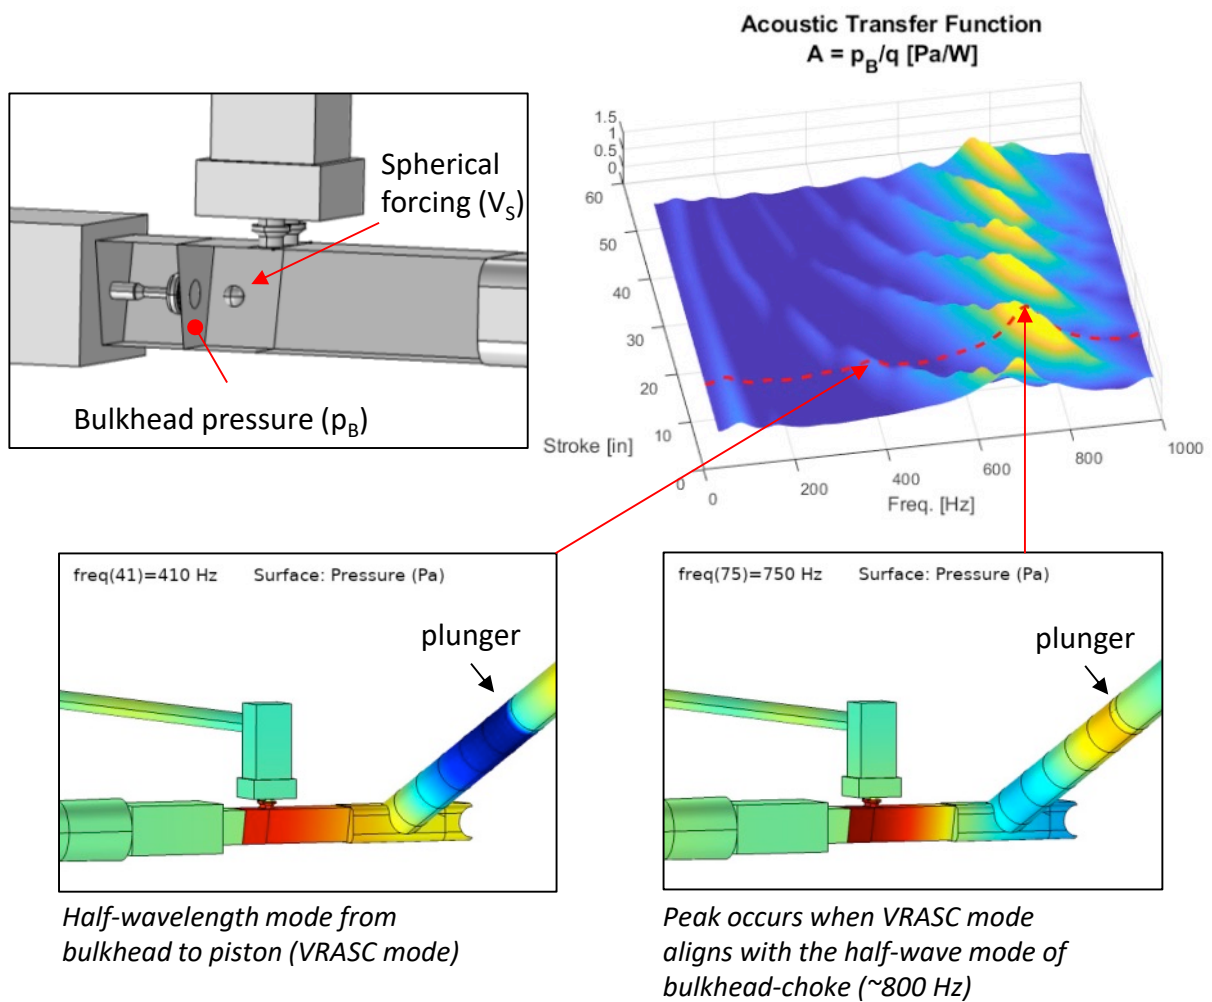 Acoustic Transfer Function
A = p_B/q [Pa/W]
Spherical
forcing (V_S)
Bulkhead pressure (p_B)
1.5
1
0.5
0
60
50
40
30
20
10
0
Stroke [in]
0
200
400
600
800
1000
Freq. [Hz]
freq(41)=410 Hz Surface: Pressure (Pa)
plunger
Half-wavelength mode from
bulkhead to piston (VRASC mode)
freq(75)=750 Hz Surface: Pressure (Pa)
plunger
Peak occurs when VRASC mode
aligns with the half-wave mode of
bulkhead-choke (~800 Hz)